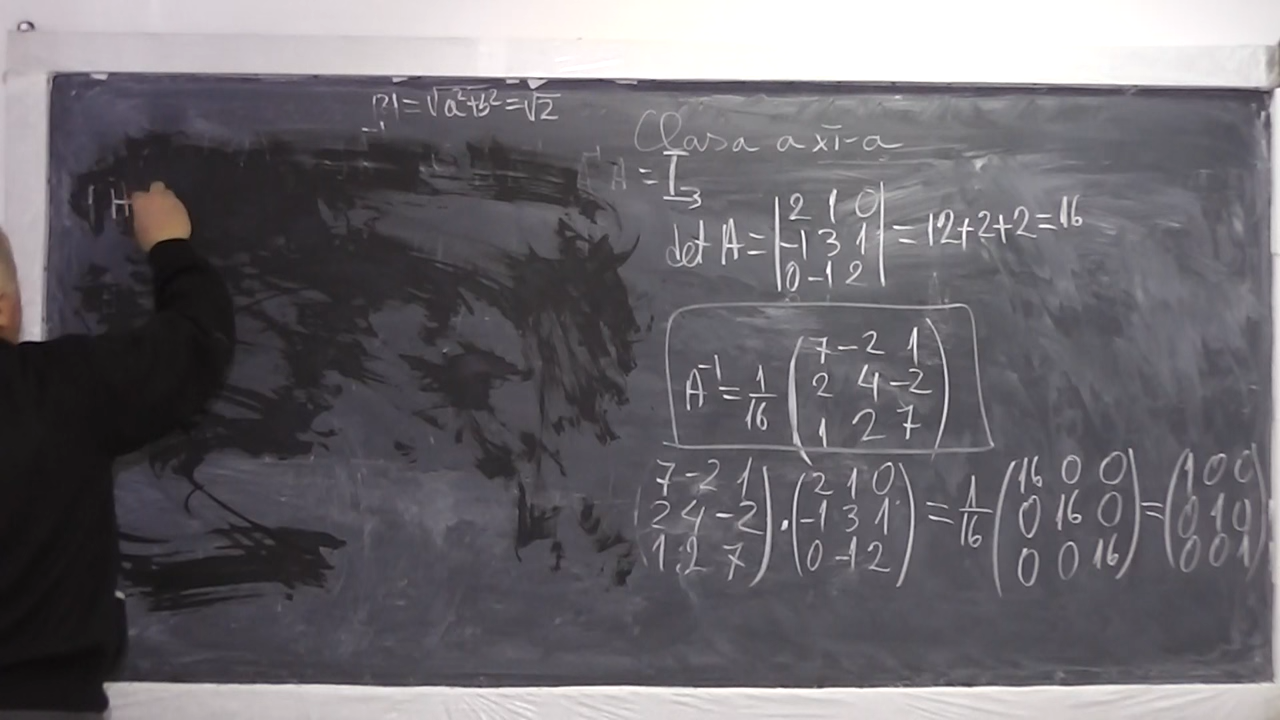 |z| = √a²+b² = √2
Clasa a XI-a
A⁻¹A = I₃
det A = | 2 1 0 | = 12+2+2 = 16
| -1 3 1 |
| 0 -1 2 |
A⁻¹ = 1/16 ( 7 -2 1 )
( 2 4 -2 )
( 1 2 7 )
( 7 -2 1 ) · ( 2 1 0 ) = 1/16 ( 16 0 0 ) = ( 1 0 0 )
( 2 4 -2 ) ( -1 3 1 ) ( 0 16 0 ) ( 0 1 0 )
( 1 2 7 ) ( 0 -1 2 ) ( 0 0 16 ) ( 0 0 1 )